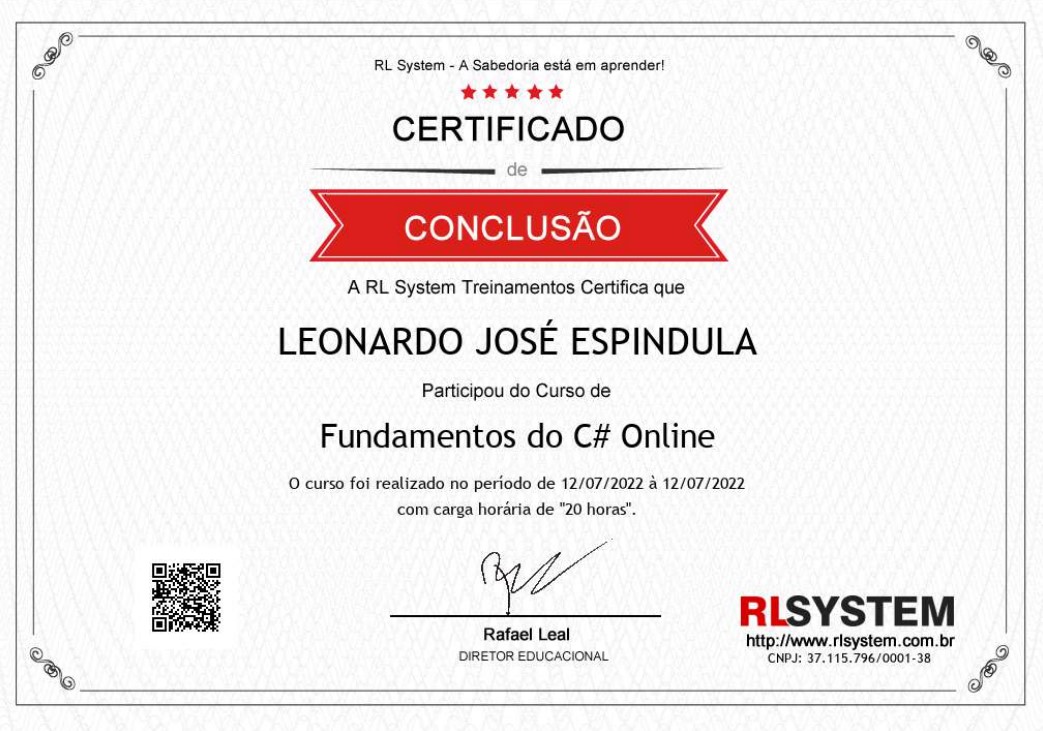 RL System - A Sabedoria está em aprender!
CERTIFICADO
de
CONCLUSÃO
A RL System Treinamentos Certifica que
LEONARDO JOSÉ ESPINDULA
Participou do Curso de
Fundamentos do C# Online
O curso foi realizado no período de 12/07/2022 à 12/07/2022
com carga horária de "20 horas".
Rafael Leal
DIRETOR EDUCACIONAL
RLSYSTEM
http://www.rlsystem.com.br
CNPJ: 37.115.796/0001-38